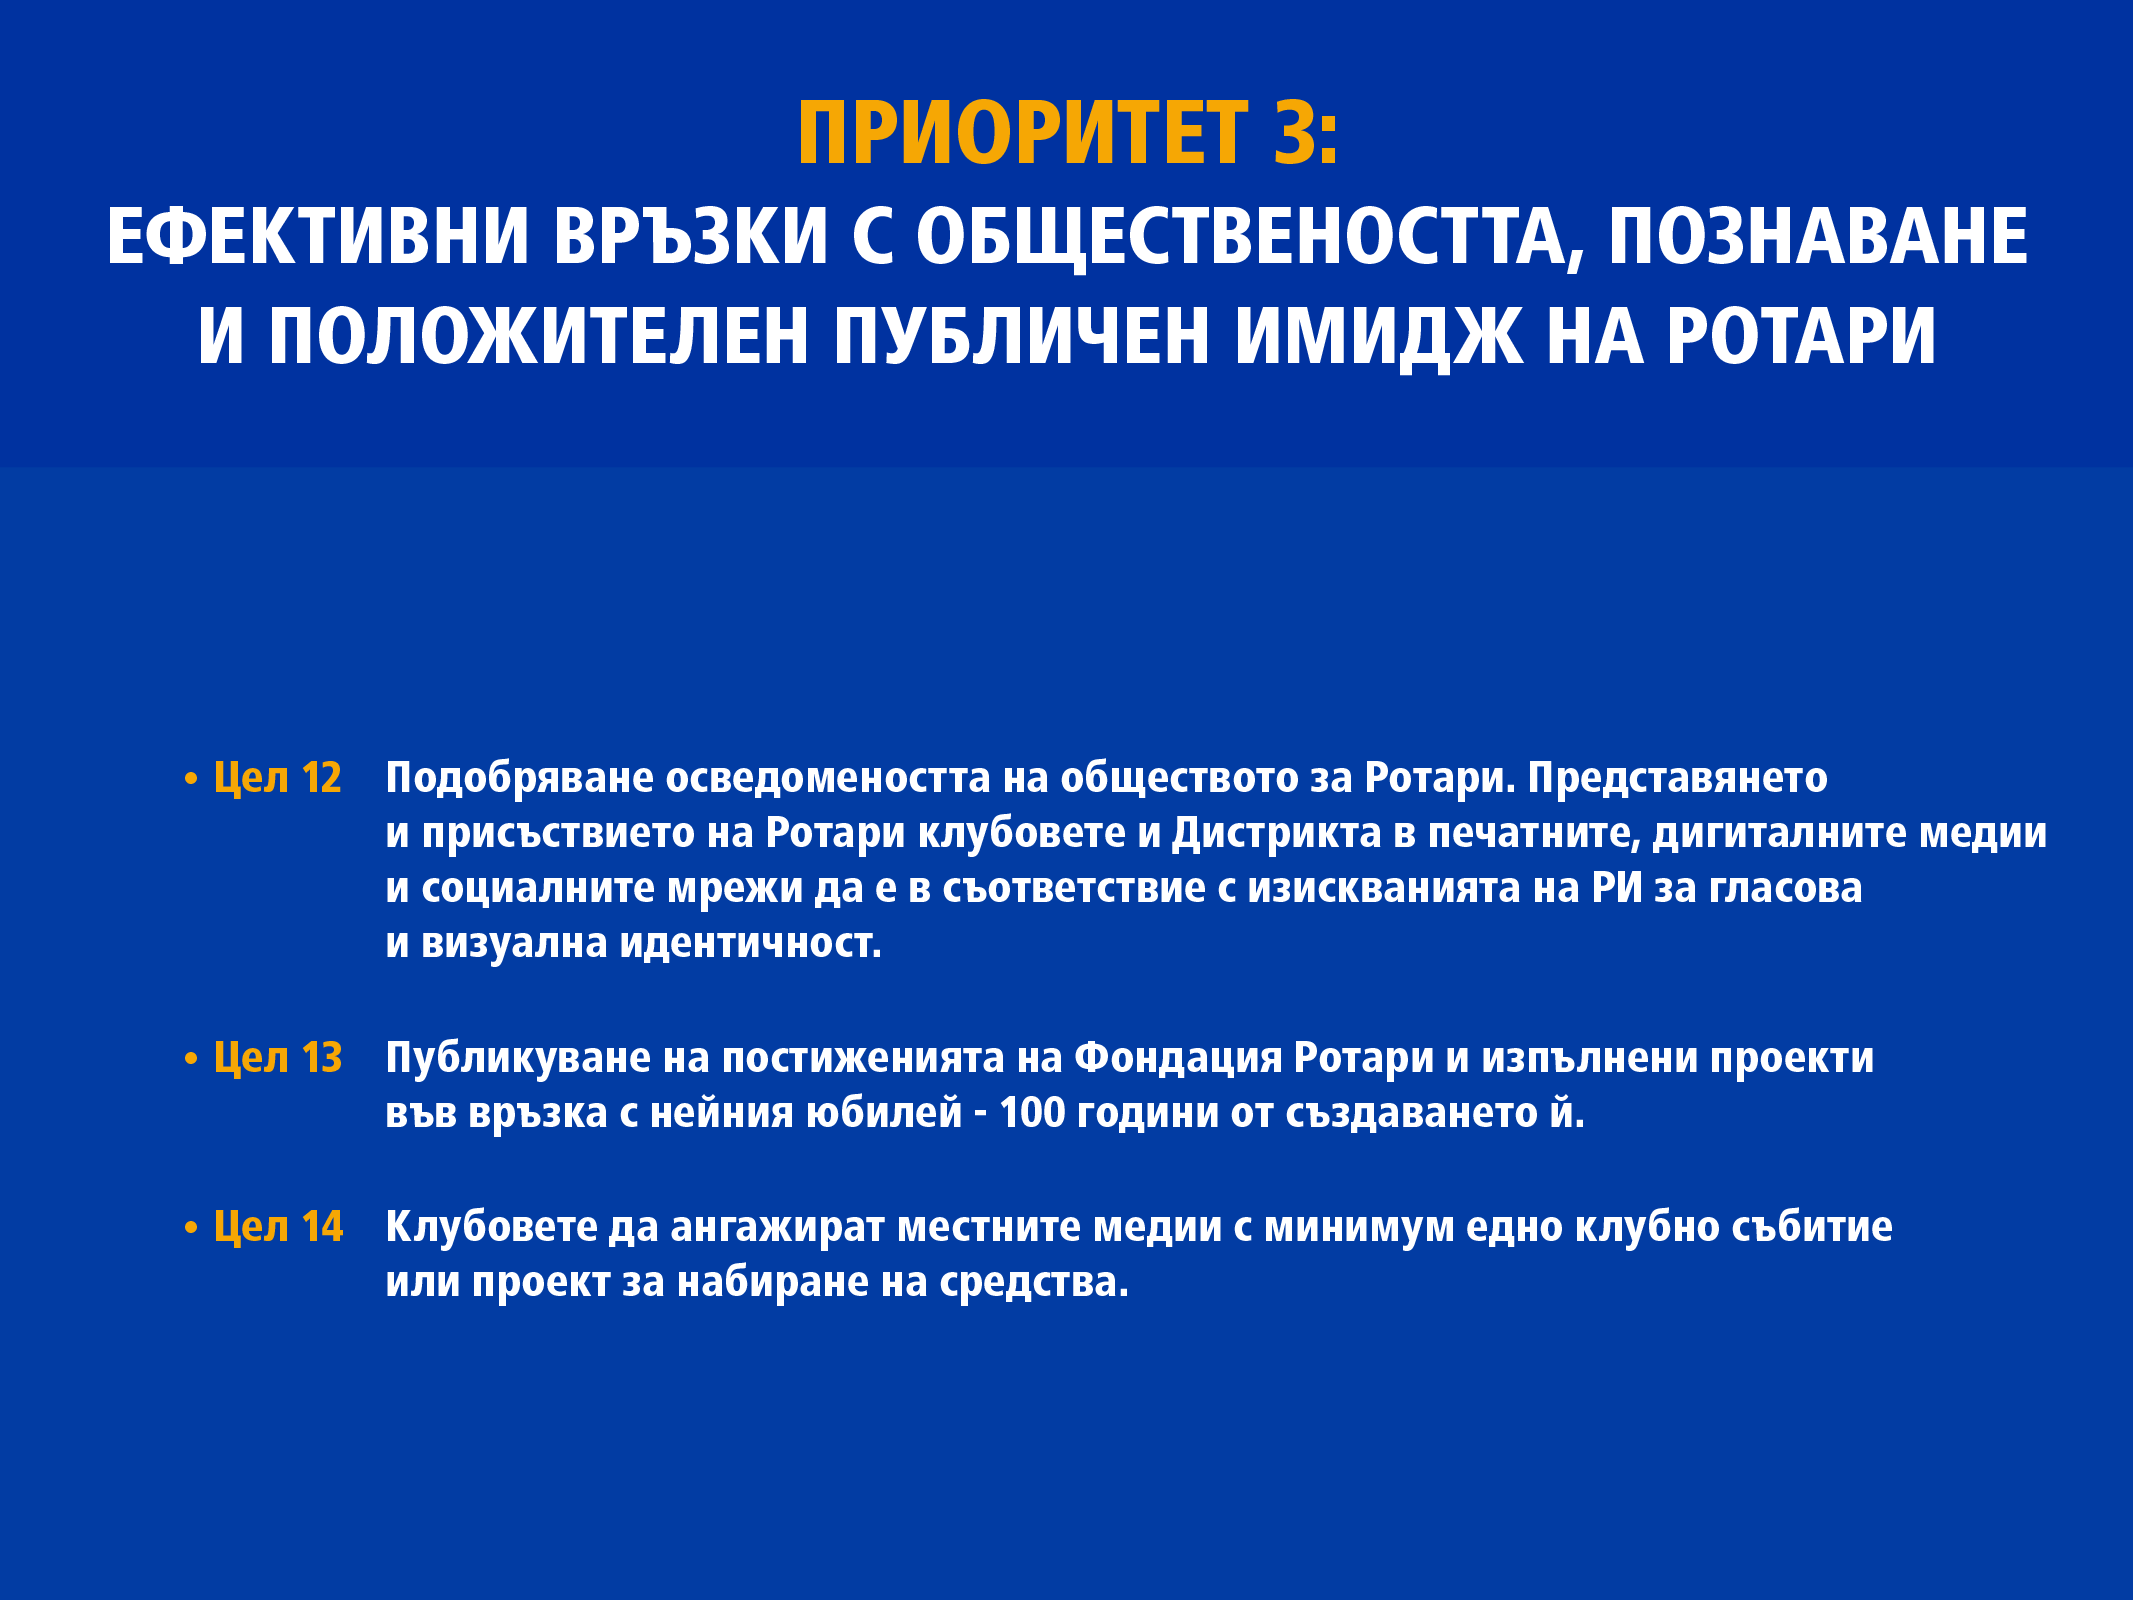 ПРИОРИТЕТ 3:
ЕФЕКТИВНИ ВРЪЗКИ С ОБЩЕСТВЕНОСТТА, ПОЗНАВАНЕ
И ПОЛОЖИТЕЛЕН ПУБЛИЧЕН ИМИДЖ НА РОТАРИ
• Цел 12 Подобряване осведомеността на обществото за Ротари. Представянето
и присъствието на Ротари клубовете и Дистрикта в печатните, дигиталните медии
и социалните мрежи да е в съответствие с изискванията на РИ за гласова
и визуална идентичност.
• Цел 13 Публикуване на постиженията на Фондация Ротари и изпълнени проекти
във връзка с нейния юбилей - 100 години от създаването й.
• Цел 14 Клубовете да ангажират местните медии с минимум едно клубно събитие
или проект за набиране на средства.